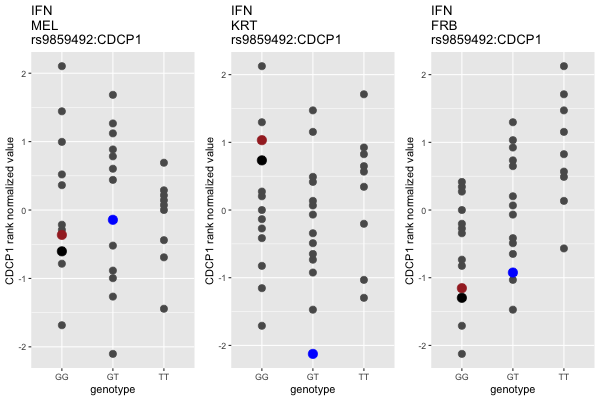 IFN
MEL
rs9859492:CDCP1
CDCP1 rank normalized value
2
1
0
-1
-2
GG
GT
TT
genotype
IFN
KRT
rs9859492:CDCP1
CDCP1 rank normalized value
2
1
0
-1
-2
GG
GT
TT
genotype
IFN
FRB
rs9859492:CDCP1
CDCP1 rank normalized value
2
1
0
-1
-2
GG
GT
TT
genotype